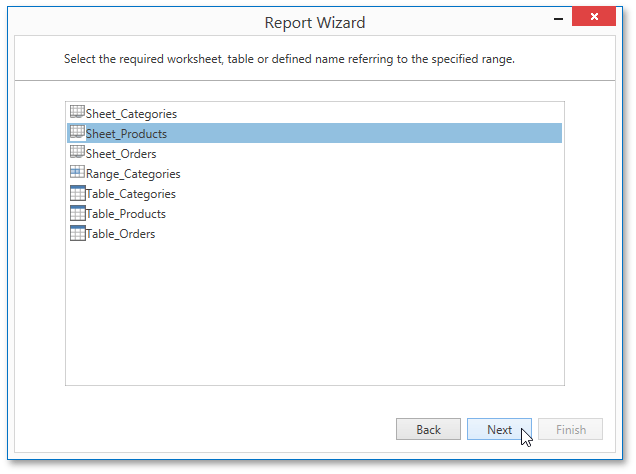 Report Wizard
Select the required worksheet, table or defined name referring to the specified range.
Sheet_Categories
Sheet_Products
Sheet_Orders
Range_Categories
Table_Categories
Table_Products
Table_Orders
Back Next Finish